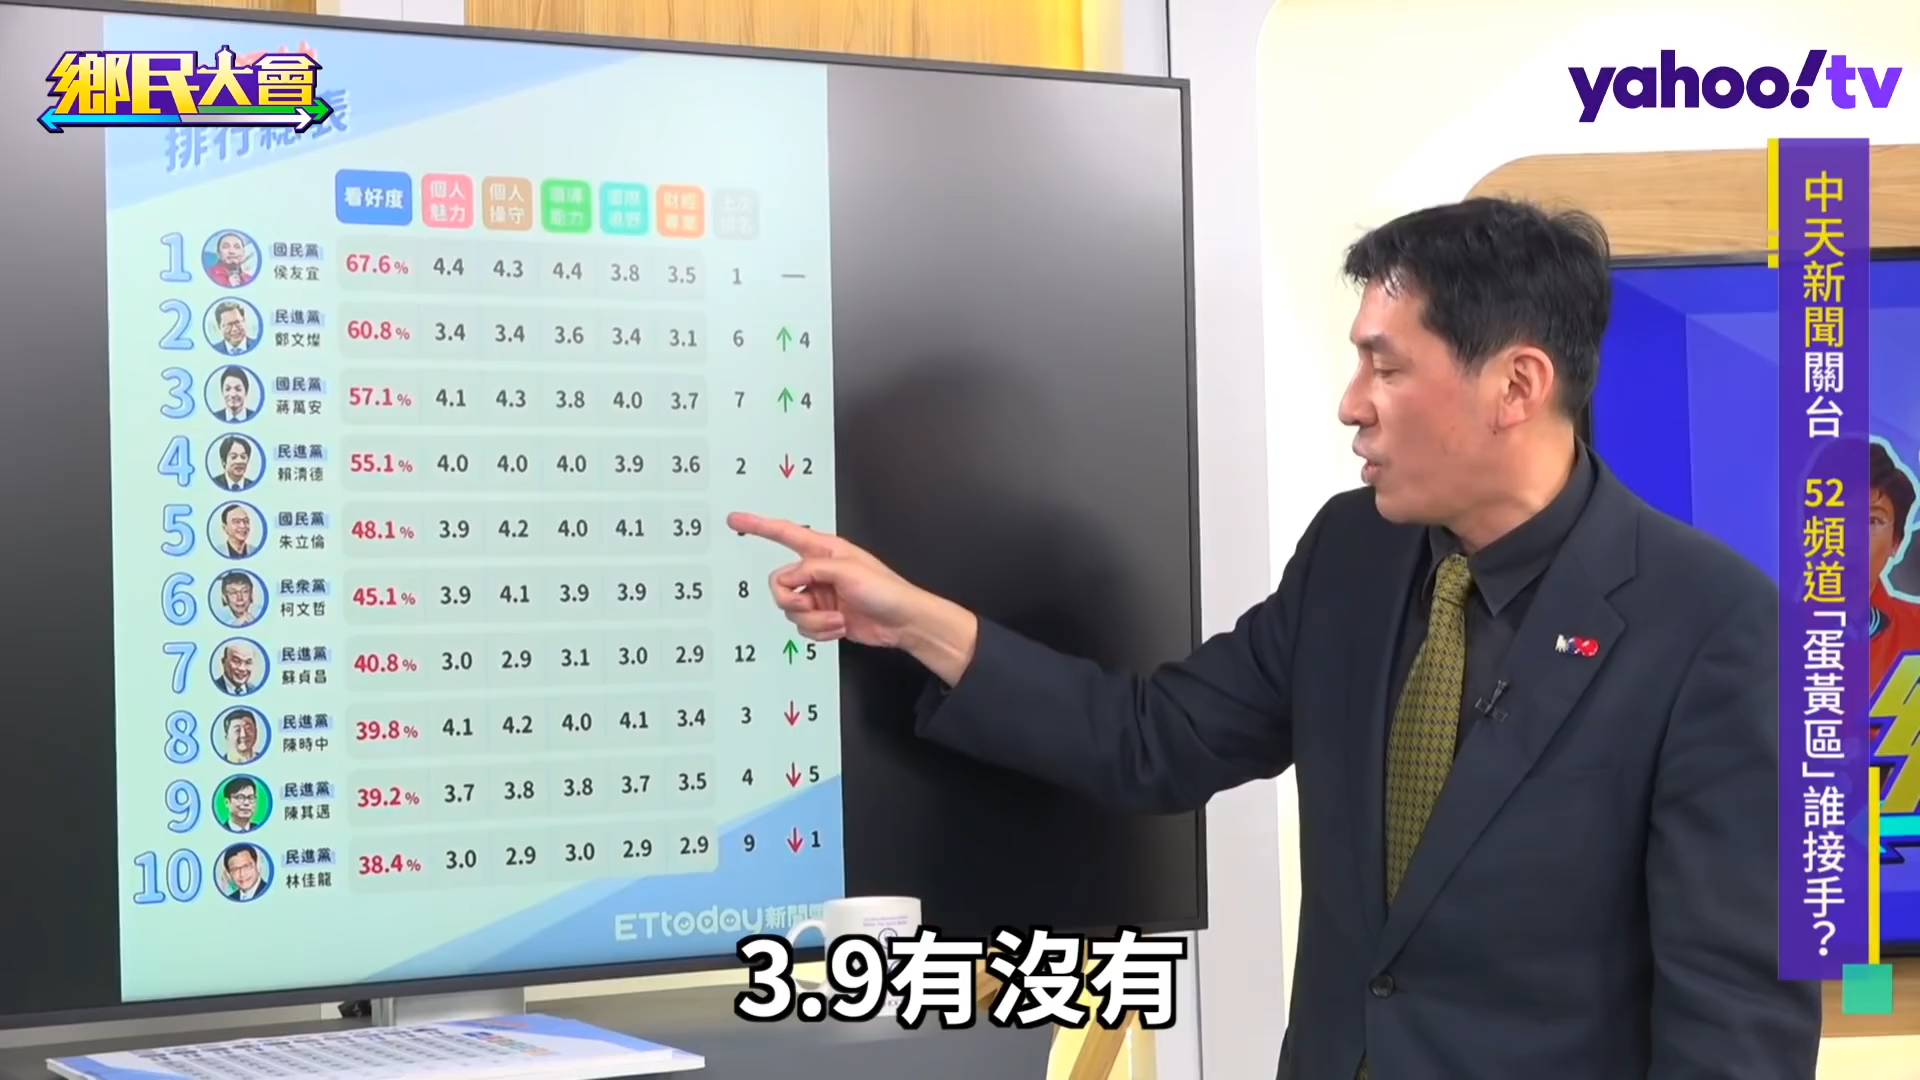 鄉民大會
yahoo!tv
排行總表
看好度 個人魅力 個人操守 領導能力 國際視野 財經專業 上次排名
1 國民黨 侯友宜 67.6% 4.4 4.3 4.4 3.8 3.5 1 —
2 民進黨 鄭文燦 60.8% 3.4 3.4 3.6 3.4 3.1 6 ↑4
3 國民黨 蔣萬安 57.1% 4.1 4.3 3.8 4.0 3.7 7 ↑4
4 民進黨 賴清德 55.1% 4.0 4.0 4.0 3.9 3.6 2 ↓2
5 國民黨 朱立倫 48.1% 3.9 4.2 4.0 4.1 3.9
6 民眾黨 柯文哲 45.1% 3.9 4.1 3.9 3.9 3.5 8
7 民進黨 蘇貞昌 40.8% 3.0 2.9 3.1 3.0 2.9 12 ↑5
8 民進黨 陳時中 39.8% 4.1 4.2 4.0 4.1 3.4 3 ↓5
9 民進黨 陳其邁 39.2% 3.7 3.8 3.8 3.7 3.5 4 ↓5
10 民進黨 林佳龍 38.4% 3.0 2.9 3.0 2.9 2.9 9 ↓1
ETtoday新聞
中天新聞關台 52頻道「蛋黃區」誰接手？
3.9有沒有